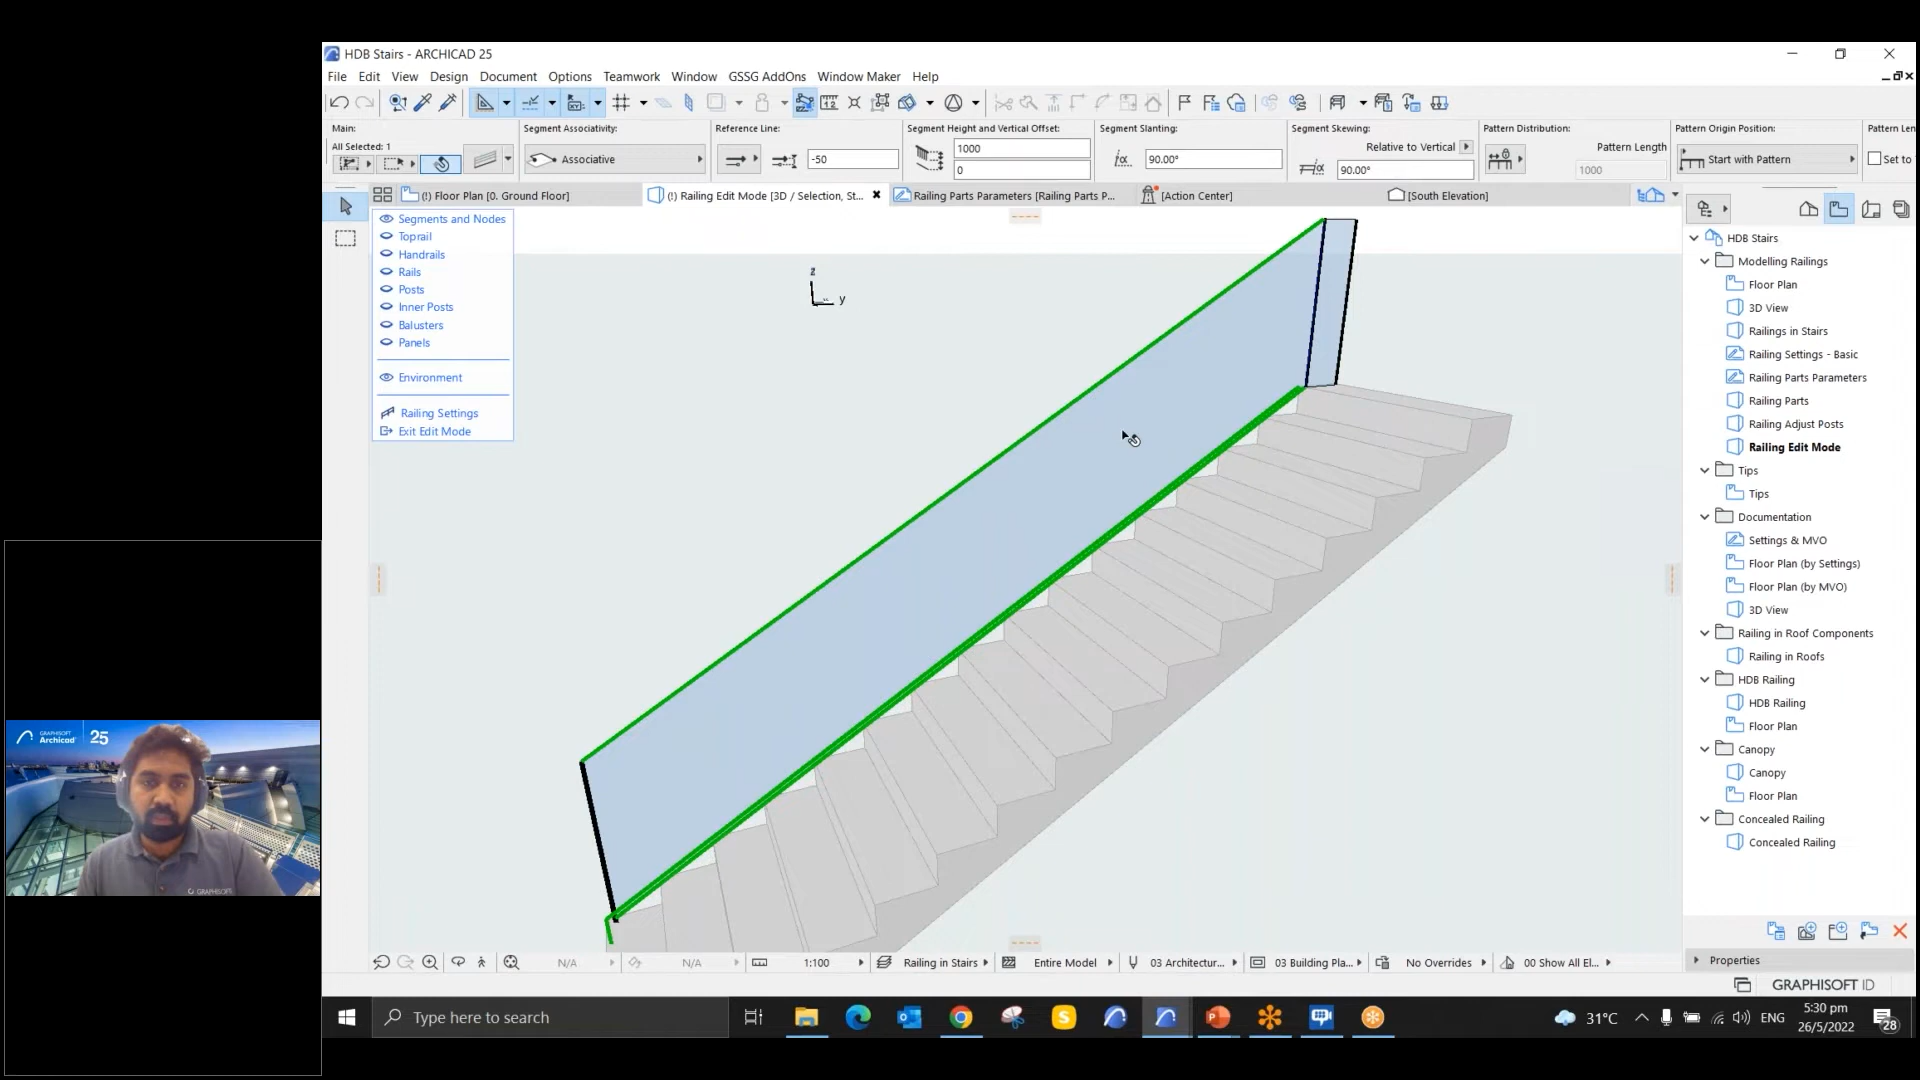 HDB Stairs - ARCHICAD 25
File Edit View Design Document Options Teamwork Window GSSG AddOns Window Maker Help
Main:
All Selected: 1
Segment Associativity:
Associative
Reference Line:
-50
Segment Height and Vertical Offset:
1000
0
Segment Slanting:
90.00°
Segment Skewing:
Relative to Vertical
90.00°
Pattern Distribution:
Pattern Length
1000
Pattern Origin Position:
Start with Pattern
Pattern Len
Set to
(!) Floor Plan [0. Ground Floor]
(!) Railing Edit Mode [3D / Selection, St...
Railing Parts Parameters [Railing Parts P...
[Action Center]
[South Elevation]
Segments and Nodes
Toprail
Handrails
Rails
Posts
Inner Posts
Balusters
Panels
Environment
Railing Settings
Exit Edit Mode
z
y
HDB Stairs
Modelling Railings
Floor Plan
3D View
Railings in Stairs
Railing Settings - Basic
Railing Parts Parameters
Railing Parts
Railing Adjust Posts
Railing Edit Mode
Tips
Tips
Documentation
Settings & MVO
Floor Plan (by Settings)
Floor Plan (by MVO)
3D View
Railing in Roof Components
Railing in Roofs
HDB Railing
HDB Railing
Floor Plan
Canopy
Canopy
Floor Plan
Concealed Railing
Concealed Railing
Properties
GRAPHISOFT ID
N/A
N/A
1:100
Railing in Stairs
Entire Model
03 Architectur...
03 Building Pla...
No Overrides
00 Show All El...
GRAPHISOFT
Archicad
25
GRAPHISOFT
Type here to search
31°C
ENG
5:30 pm
26/5/2022
28